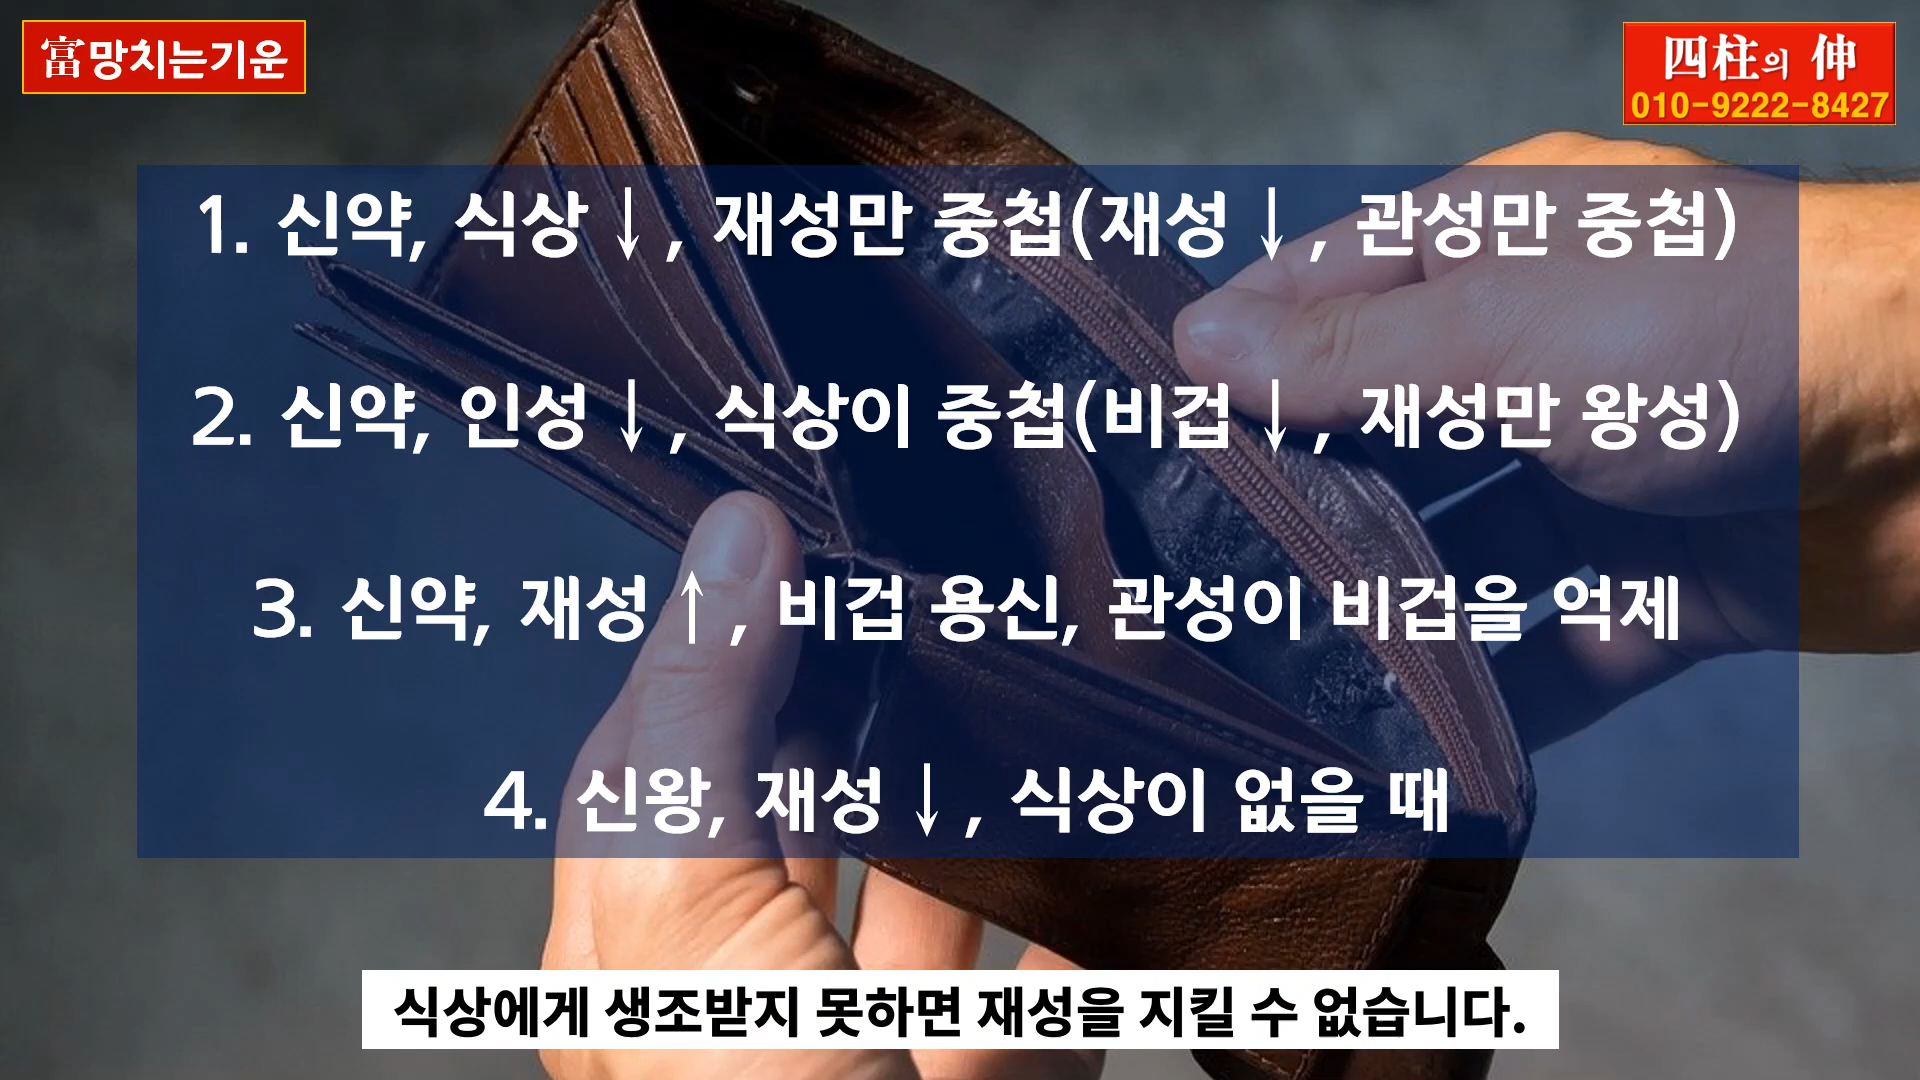 富망치는기운
四柱의 伸
010-9222-8427
1. 신약, 식상 ↓, 재성만 중첩(재성 ↓, 관성만 중첩)
2. 신약, 인성 ↓, 식상이 중첩(비겁 ↓, 재성만 왕성)
3. 신약, 재성 ↑, 비겁 용신, 관성이 비겁을 억제
4. 신왕, 재성 ↓, 식상이 없을 때
식상에게 생조받지 못하면 재성을 지킬 수 없습니다.